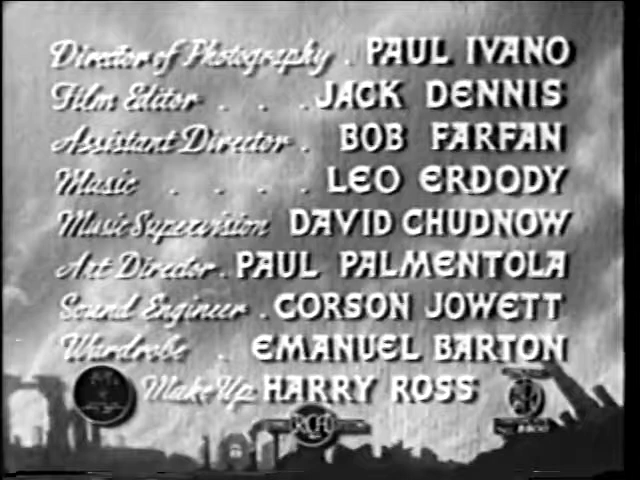 Director of Photography . PAUL IVANO
Film Editor . . . JACK DENNIS
Assistant Director . BOB FARFAN
Music . . . . LEO ERDODY
Music Supervision DAVID CHUDNOW
Art Director . PAUL PALMENTOLA
Sound Engineer . CORSON JOWETT
Wardrobe . EMANUEL BARTON
Make Up HARRY ROSS
RCA